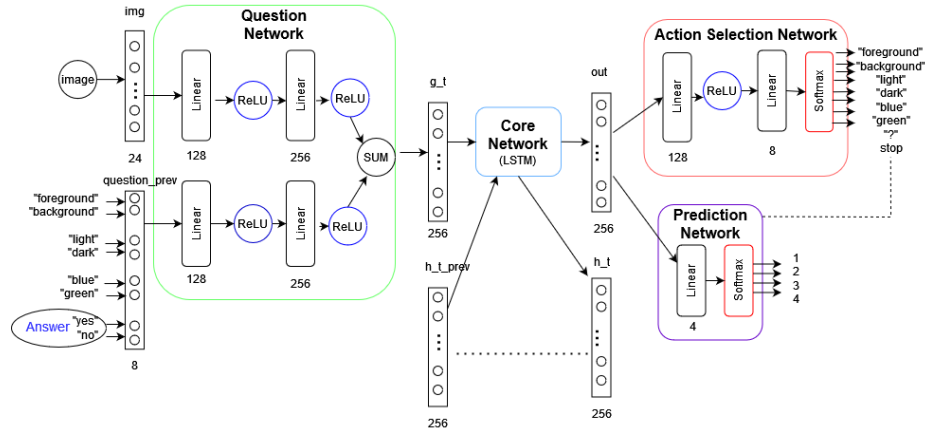 img
image
24
Question
Network
Linear
128
ReLU
Linear
256
ReLU
SUM
question_prev
"foreground"
"background"
"light"
"dark"
"blue"
"green"
Answer
"yes"
"no"
8
Linear
128
ReLU
Linear
256
ReLU
g_t
256
h_t_prev
256
Core
Network
(LSTM)
out
256
h_t
256
Action Selection Network
Linear
128
ReLU
Linear
8
Softmax
"foreground"
"background"
"light"
"dark"
"blue"
"green"
"?"
stop
Prediction
Network
Linear
4
Softmax
1
2
3
4